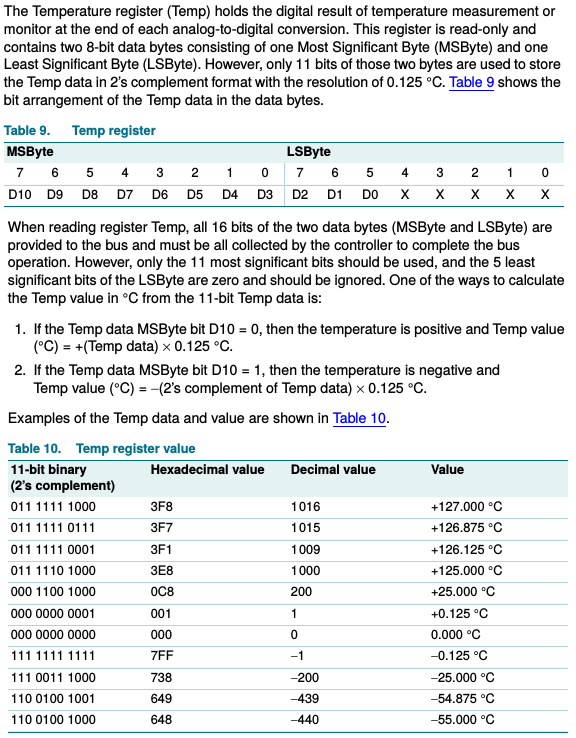 The Temperature register (Temp) holds the digital result of temperature measurement or
monitor at the end of each analog-to-digital conversion. This register is read-only and
contains two 8-bit data bytes consisting of one Most Significant Byte (MSByte) and one
Least Significant Byte (LSByte). However, only 11 bits of those two bytes are used to store
the Temp data in 2's complement format with the resolution of 0.125 °C. Table 9 shows the
bit arrangement of the Temp data in the data bytes.
Table 9. Temp register
MSByte LSByte
7 6 5 4 3 2 1 0 7 6 5 4 3 2 1 0
D10 D9 D8 D7 D6 D5 D4 D3 D2 D1 D0 X X X X X
When reading register Temp, all 16 bits of the two data bytes (MSByte and LSByte) are
provided to the bus and must be all collected by the controller to complete the bus
operation. However, only the 11 most significant bits should be used, and the 5 least
significant bits of the LSByte are zero and should be ignored. One of the ways to calculate
the Temp value in °C from the 11-bit Temp data is:
1. If the Temp data MSByte bit D10 = 0, then the temperature is positive and Temp value
(°C) = +(Temp data) × 0.125 °C.
2. If the Temp data MSByte bit D10 = 1, then the temperature is negative and
Temp value (°C) = −(2's complement of Temp data) × 0.125 °C.
Examples of the Temp data and value are shown in Table 10.
Table 10. Temp register value
11-bit binary Hexadecimal value Decimal value Value
(2's complement)
011 1111 1000 3F8 1016 +127.000 °C
011 1111 0111 3F7 1015 +126.875 °C
011 1111 0001 3F1 1009 +126.125 °C
011 1110 1000 3E8 1000 +125.000 °C
000 1100 1000 0C8 200 +25.000 °C
000 0000 0001 001 1 +0.125 °C
000 0000 0000 000 0 0.000 °C
111 1111 1111 7FF −1 −0.125 °C
111 0011 1000 738 −200 −25.000 °C
110 0100 1001 649 −439 −54.875 °C
110 0100 1000 648 −440 −55.000 °C